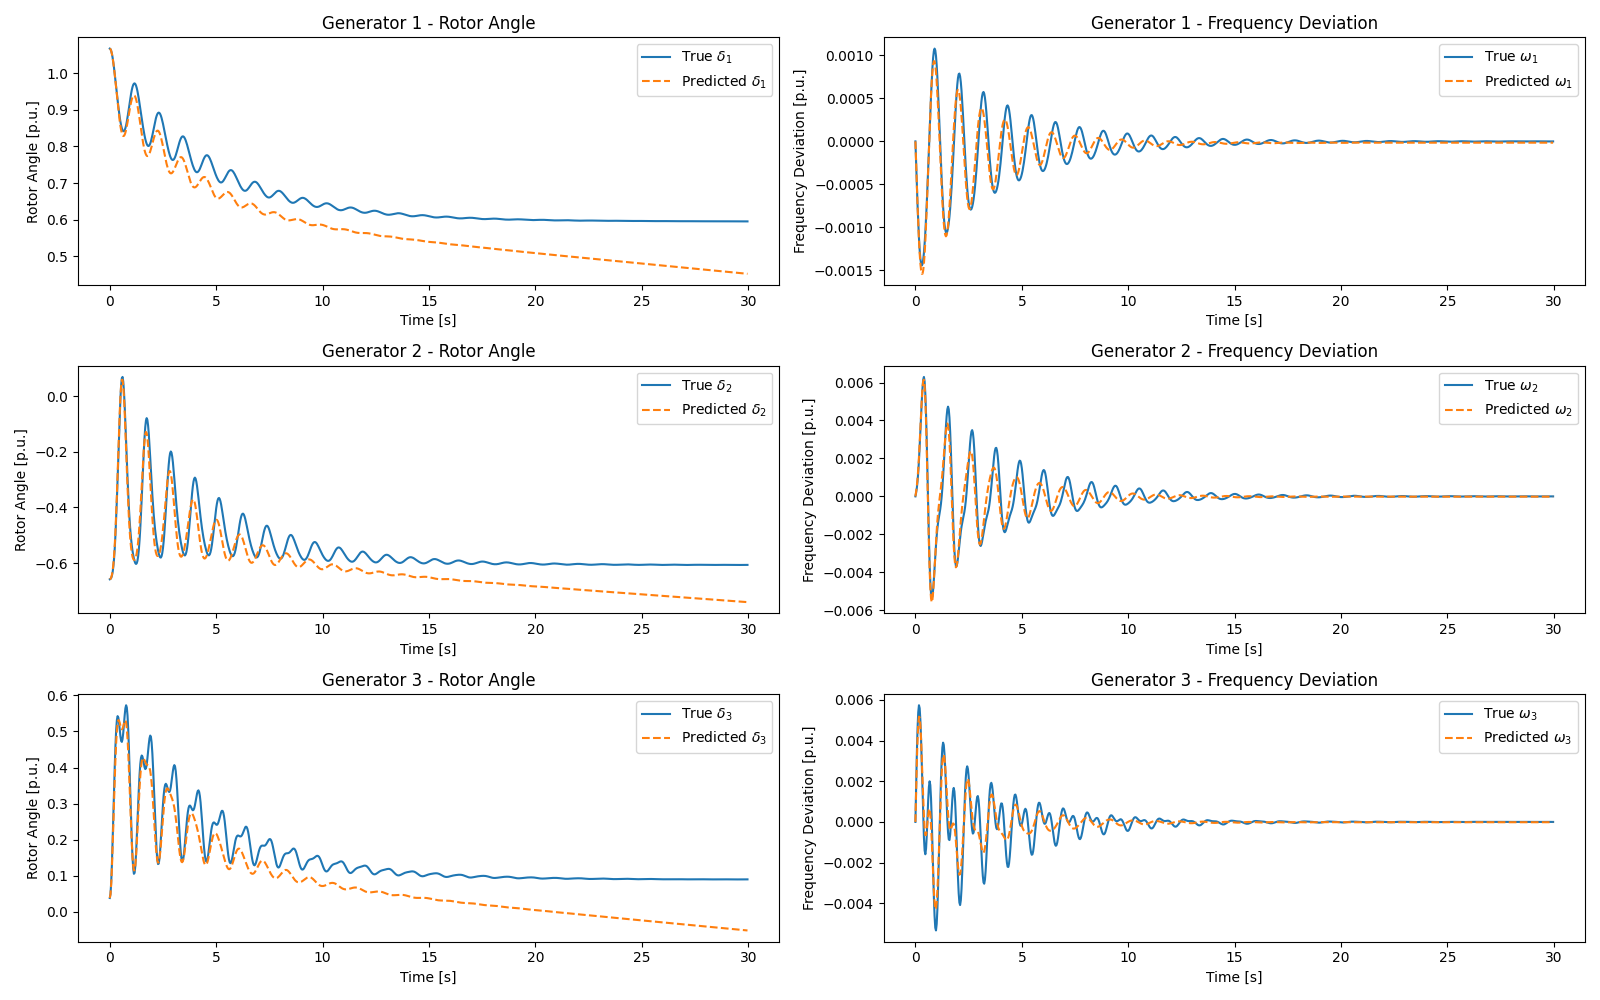 Generator 1 - Rotor Angle
Rotor Angle [p.u.]
1.0
0.9
0.8
0.7
0.6
0.5
True δ1
Predicted δ1
0 5 10 15 20 25 30
Time [s]
Generator 1 - Frequency Deviation
Frequency Deviation [p.u.]
0.0010
0.0005
0.0000
−0.0005
−0.0010
−0.0015
True ω1
Predicted ω1
0 5 10 15 20 25 30
Time [s]
Generator 2 - Rotor Angle
Rotor Angle [p.u.]
0.0
−0.2
−0.4
−0.6
True δ2
Predicted δ2
0 5 10 15 20 25 30
Time [s]
Generator 2 - Frequency Deviation
Frequency Deviation [p.u.]
0.006
0.004
0.002
0.000
−0.002
−0.004
−0.006
True ω2
Predicted ω2
0 5 10 15 20 25 30
Time [s]
Generator 3 - Rotor Angle
Rotor Angle [p.u.]
0.6
0.5
0.4
0.3
0.2
0.1
0.0
True δ3
Predicted δ3
0 5 10 15 20 25 30
Time [s]
Generator 3 - Frequency Deviation
Frequency Deviation [p.u.]
0.006
0.004
0.002
0.000
−0.002
−0.004
True ω3
Predicted ω3
0 5 10 15 20 25 30
Time [s]